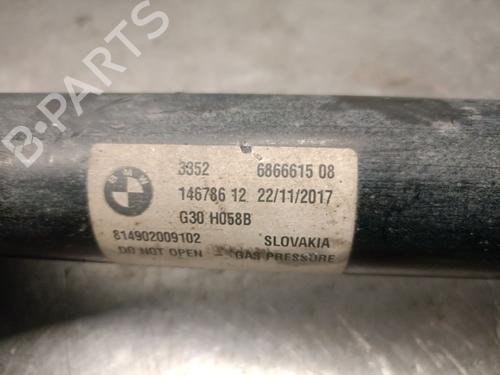 B-PARTS
BMW
3352 6866615 08
146786 12 22/11/2017
G30 H058B
814902009102 SLOVAKIA
DO NOT OPEN - GAS PRESSURE